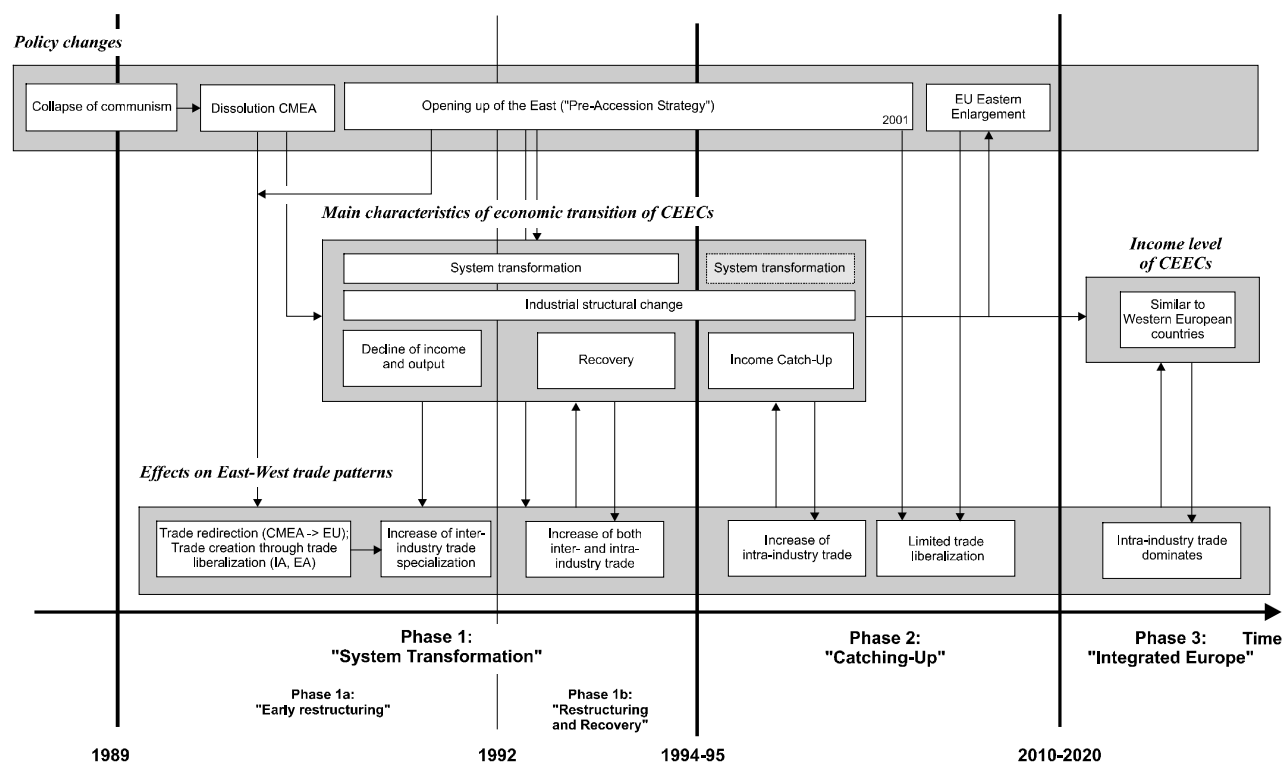 Policy changes
Collapse of communism
Dissolution CMEA
Opening up of the East ("Pre-Accession Strategy")
2001
EU Eastern
Enlargement
Main characteristics of economic transition of CEECs
System transformation
System transformation
Industrial structural change
Decline of income
and output
Recovery
Income Catch-Up
Income level
of CEECs
Similar to
Western European
countries
Effects on East-West trade patterns
Trade redirection (CMEA -> EU);
Trade creation through trade
liberalization (IA, EA)
Increase of inter-
industry trade
specialization
Increase of both
inter- and intra-
industry trade
Increase of
intra-industry trade
Limited trade
liberalization
Intra-industry trade
dominates
Phase 1:
"System Transformation"
Phase 2:
"Catching-Up"
Phase 3:
"Integrated Europe"
Time
Phase 1a:
"Early restructuring"
Phase 1b:
"Restructuring
and Recovery"
1989
1992
1994-95
2010-2020